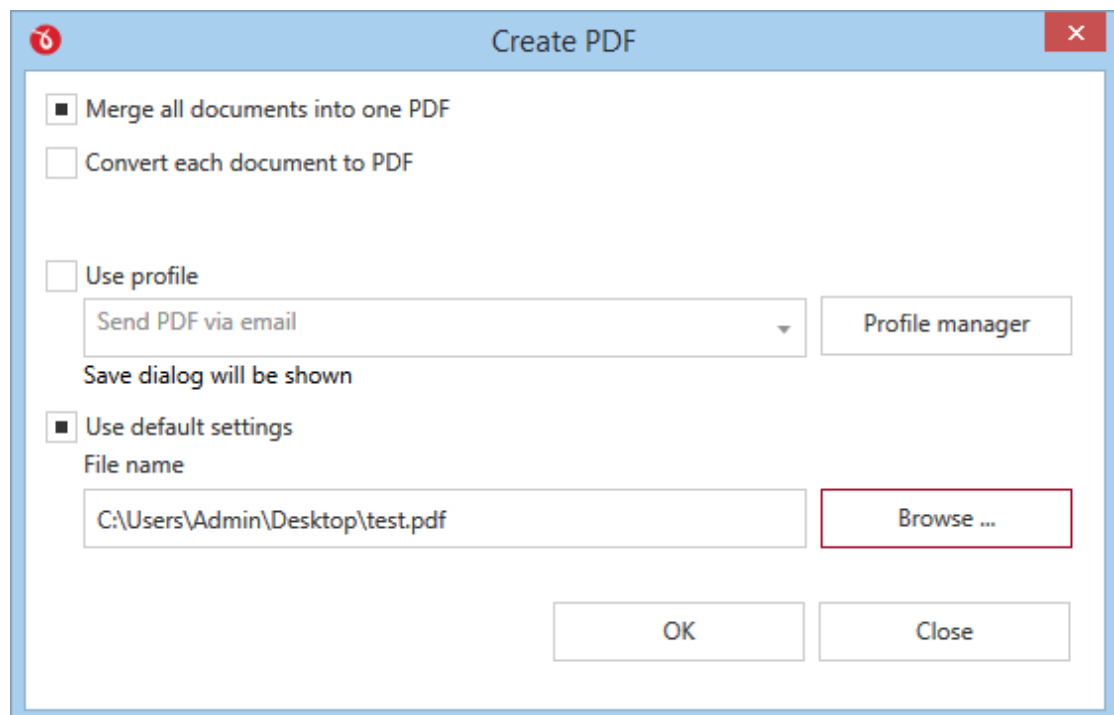 Create PDF
Merge all documents into one PDF
Convert each document to PDF
Use profile
Send PDF via email
Profile manager
Save dialog will be shown
Use default settings
File name
C:\Users\Admin\Desktop\test.pdf
Browse ...
OK
Close